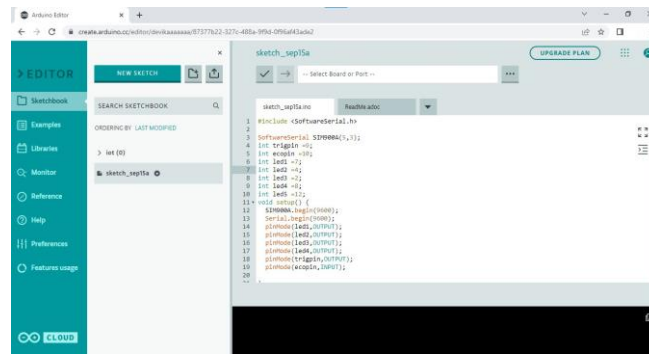 Arduino Editor
create.arduino.cc/editor/devikaaaaaa/87377b22-327c-488a-9f9d-0f96af43ade2
>EDITOR
NEW SKETCH
Sketchbook
Examples
Libraries
Monitor
Reference
Help
Preferences
Features usage
CLOUD
SEARCH SKETCHBOOK
ORDERING BY LAST MODIFIED
> iot (0)
sketch_sep15a
sketch_sep15a
UPGRADE PLAN
-- Select Board or Port --
sketch_sep15a.ino
ReadMe.adoc
1 #include <SoftwareSerial.h>
2
3 SoftwareSerial SIM900A(5,3);
4 int trigpin =6;
5 int ecopin =10;
6 int led1 =7;
7 int led2 =4;
8 int led3 =2;
9 int led4 =8;
10 int led5 =12;
11 void setup() {
12 SIM900A.begin(9600);
13 Serial.begin(9600);
14 pinMode(led1,OUTPUT);
15 pinMode(led2,OUTPUT);
16 pinMode(led3,OUTPUT);
17 pinMode(led4,OUTPUT);
18 pinMode(trigpin,OUTPUT);
19 pinMode(ecopin,INPUT);
20